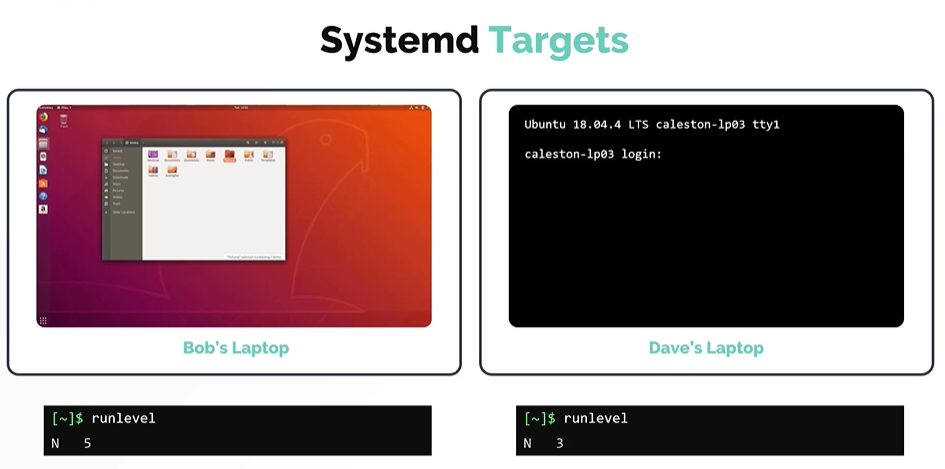 Systemd Targets
Ubuntu 18.04.4 LTS caleston-lp03 tty1
caleston-lp03 login:
Bob's Laptop
Dave's Laptop
[~]$ runlevel
N 5
[~]$ runlevel
N 3